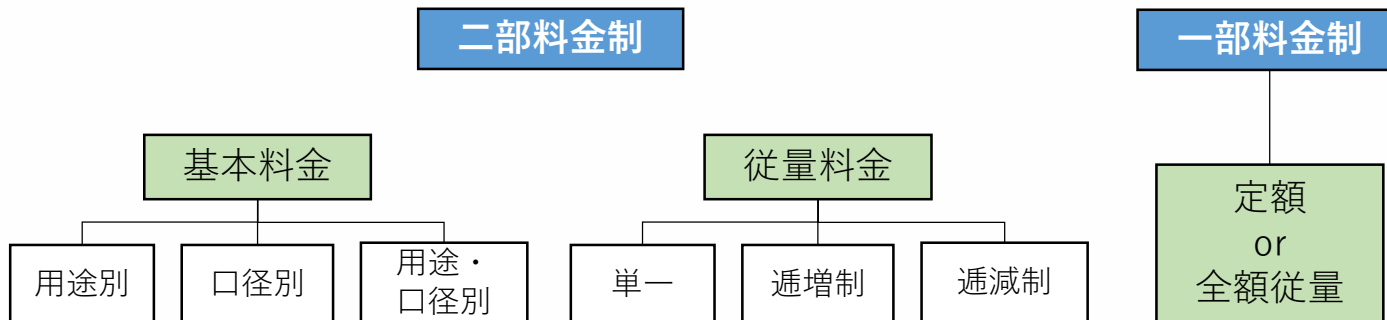 二部料金制
一部料金制
基本料金
従量料金
定額
or
全額従量
用途別
口径別
用途・
口径別
単一
逓増制
逓減制